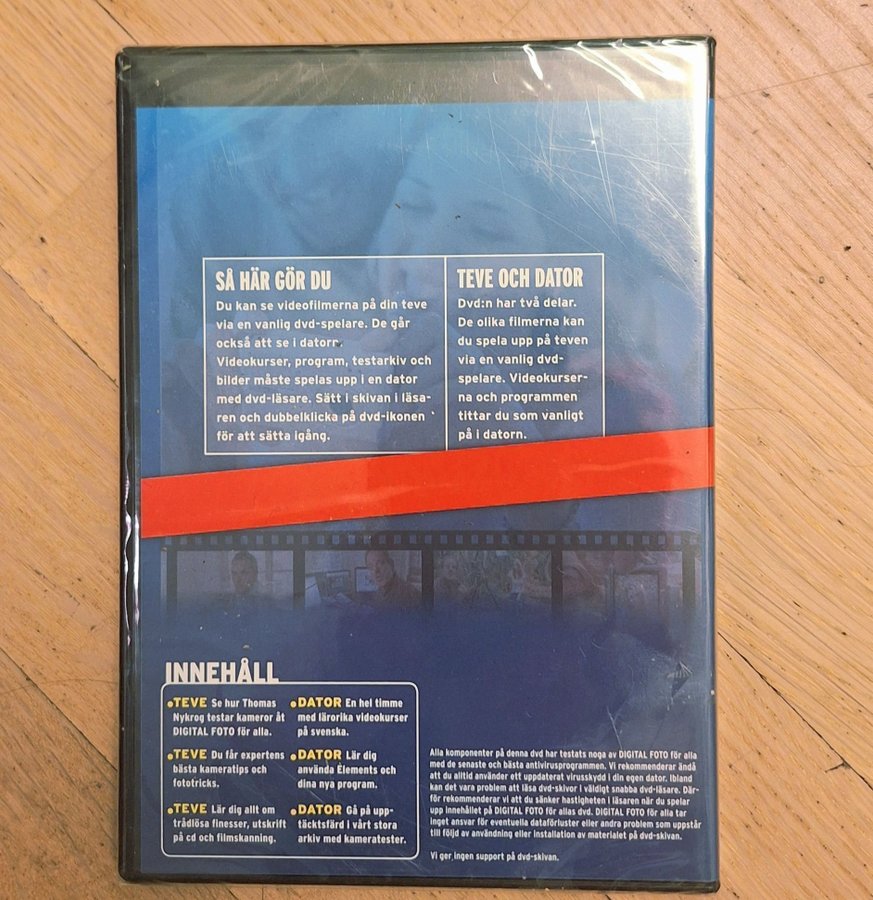 SÅ HÄR GÖR DU
Du kan se videofilmerna på din teve
via en vanlig dvd-spelare. De går
också att se i datorn.
Videokurser, program, testarkiv och
bilder måste spelas upp i en dator
med dvd-läsare. Sätt i skivan i läsa-
ren och dubbelklicka på dvd-ikonen
för att sätta igång.
TEVE OCH DATOR
Dvd:n har två delar.
De olika filmerna kan
du spela upp på teven
via en vanlig dvd-
spelare. Videokurser-
na och programmen
tittar du som vanligt
på i datorn.
INNEHÅLL
•TEVE Se hur Thomas
Nykrog testar kameror åt
DIGITAL FOTO för alla.
•TEVE Du får expertens
bästa kameratips och
fototricks.
•TEVE Lär dig allt om
trådlösa finesser, utskrift
på cd och filmskanning.
•DATOR En hel timme
med lärorika videokurser
på svenska.
•DATOR Lär dig
använda Elements och
dina nya program.
•DATOR Gå på upp-
täcktsfärd i vårt stora
arkiv med kameratester.
Alla komponenter på denna dvd har testats noga av DIGITAL FOTO för alla
med de senaste och bästa antivirusprogrammen. Vi rekommenderar ändå
att du alltid använder ett uppdaterat virusskydd i din egen dator. Ibland
kan det vara problem att läsa dvd-skivor i väldigt snabba dvd-läsare. Där-
för rekommenderar vi att du sänker hastigheten i läsaren när du spelar
upp innehållet på DIGITAL FOTO för allas dvd. DIGITAL FOTO för alla tar
inget ansvar för eventuella dataförluster eller andra problem som uppstår
till följd av användning eller installation av materialet på dvd-skivan.
Vi ger ingen support på dvd-skivan.